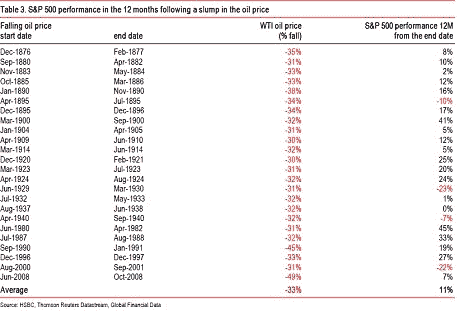 Table 3. S&P 500 performance in the 12 months following a slump in the oil price
Falling oil price WTI oil price S&P 500 performance 12M
start date end date (% fall) from the end date
Dec-1876 Feb-1877 -35% 8%
Sep-1880 Apr-1882 -31% 10%
Nov-1883 May-1884 -33% 2%
Oct-1885 Mar-1886 -33% 12%
Jan-1890 Nov-1890 -38% 16%
Apr-1895 Jul-1895 -34% -10%
Dec-1895 Dec-1896 -34% 17%
Mar-1900 Sep-1900 -32% 41%
Jan-1904 Apr-1905 -31% 5%
Apr-1909 Jun-1910 -30% 12%
Mar-1914 Jun-1914 -32% 5%
Dec-1920 Feb-1921 -30% 25%
Mar-1923 Jul-1923 -31% 20%
Apr-1924 Aug-1924 -32% 24%
Jun-1929 Mar-1930 -31% -23%
Jul-1932 May-1933 -32% 1%
Aug-1937 Jun-1938 -32% 0%
Apr-1940 Sep-1940 -32% -7%
Jun-1980 Apr-1982 -31% 45%
Jul-1987 Aug-1988 -32% 33%
Sep-1990 Jan-1991 -45% 19%
Dec-1996 Dec-1997 -33% 27%
Aug-2000 Sep-2001 -31% -22%
Jun-2008 Oct-2008 -49% 7%
Average -33% 11%
Source: HSBC, Thomson Reuters Datastream, Global Financial Data